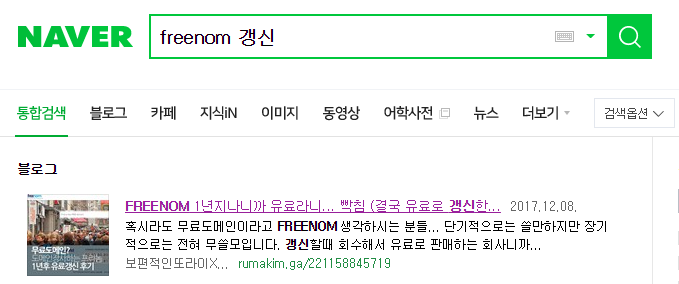 NAVER
freenom 갱신
통합검색 블로그 카페 지식iN 이미지 동영상 어학사전 뉴스 더보기 검색옵션
블로그
FREENOM 1년지나니까 유료라니... 빡침 (결국 유료로 갱신한... 2017.12.08.
혹시라도 무료도메인이라고 FREENOM생각하시는 분들... 단기적으로는 쓸만하지만 장기
적으로는 전혀 무쓸모입니다. 갱신할때 회수해서 유료로 판매하는 회사니까...
보편적인또라이X... rumakim.ga/221158845719
무료도메인?
1년후 유료갱신 후기